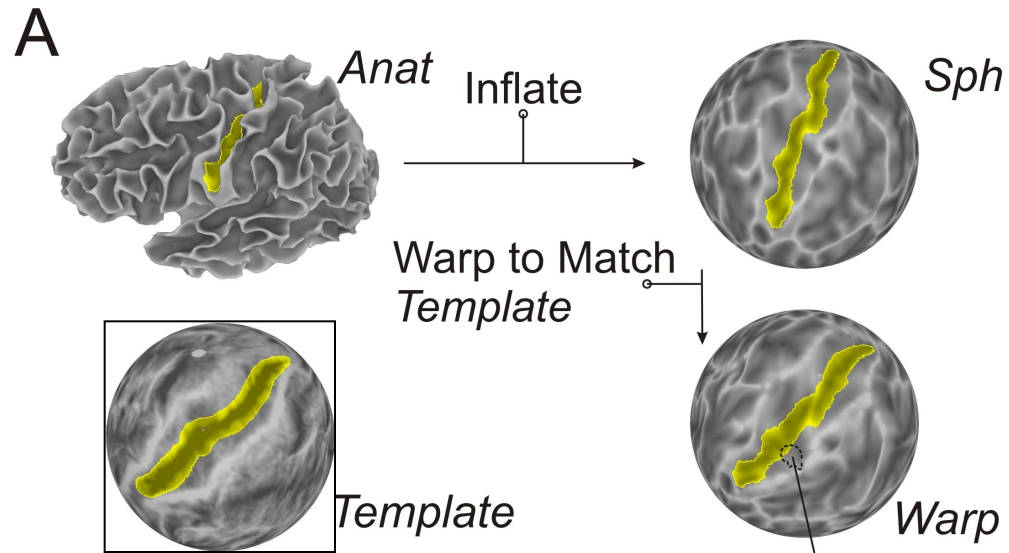 A
Anat
Inflate
Sph
Warp to Match
Template
Template
Warp